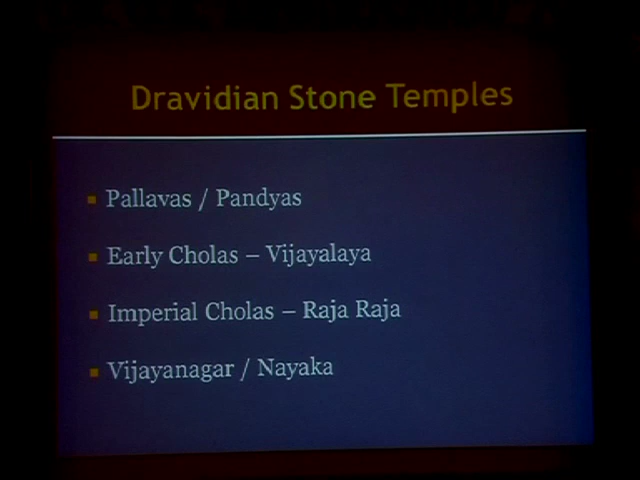 Dravidian Stone Temples
Pallavas / Pandyas
Early Cholas – Vijayalaya
Imperial Cholas – Raja Raja
Vijayanagar / Nayaka